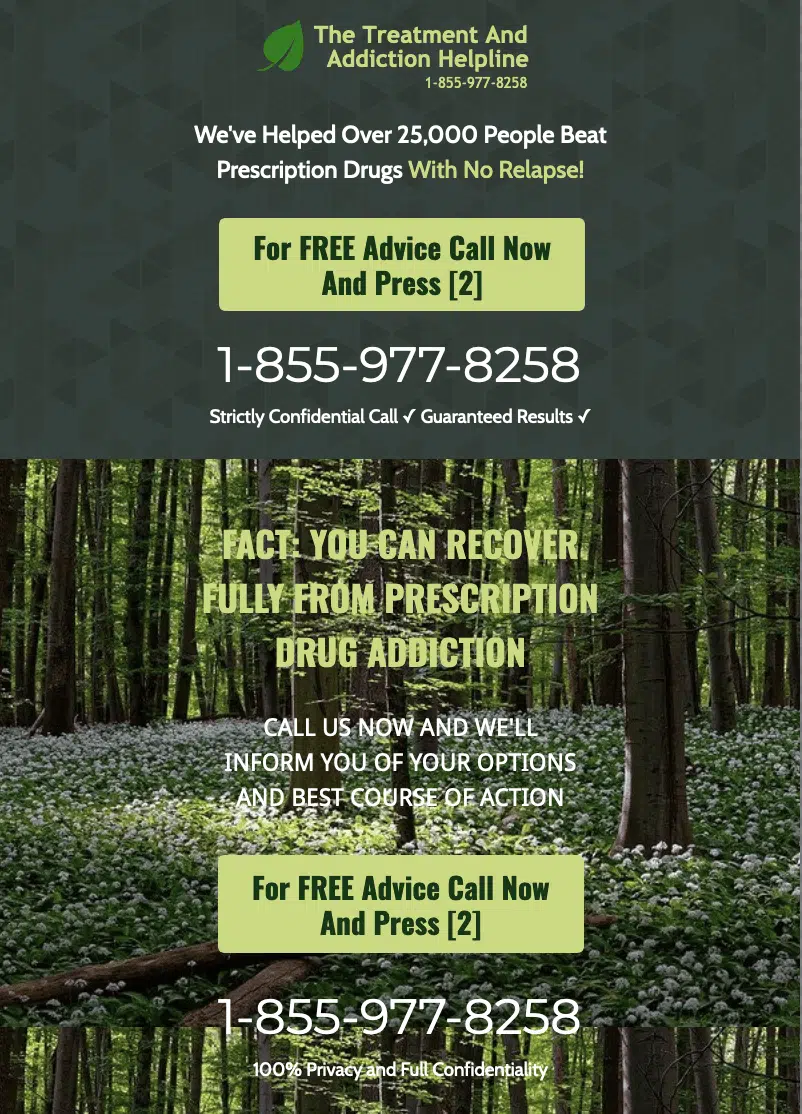 The Treatment And
Addiction Helpline
1-855-977-8258
We've Helped Over 25,000 People Beat
Prescription Drugs With No Relapse!
For FREE Advice Call Now
And Press [2]
1-855-977-8258
Strictly Confidential Call ✓ Guaranteed Results ✓
FACT: YOU CAN RECOVER
FULLY FROM PRESCRIPTION
DRUG ADDICTION
CALL US NOW AND WE'LL
INFORM YOU OF YOUR OPTIONS
AND BEST COURSE OF ACTION
For FREE Advice Call Now
And Press [2]
1-855-977-8258
100% Privacy and Full Confidentiality